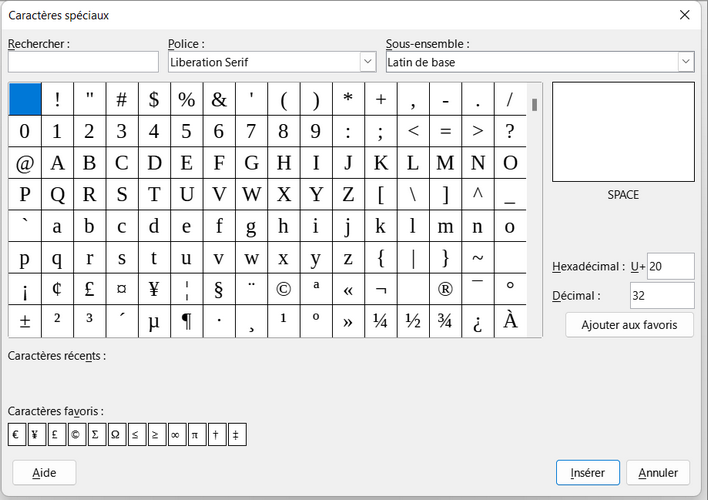 Caractères spéciaux
Rechercher :
Police :
Sous-ensemble :
Liberation Serif
Latin de base
! " # $ % & ' ( ) * + , - . /
0 1 2 3 4 5 6 7 8 9 : ; < = > ?
@ A B C D E F G H I J K L M N O
P Q R S T U V W X Y Z [ \ ] ^ _
` a b c d e f g h i j k l m n o
p q r s t u v w x y z { | } ~
¡ ¢ £ ¤ ¥ ¦ § ¨ © ª « ¬ ® ¯ °
± ² ³ ´ µ ¶ · ¸ ¹ º » ¼ ½ ¾ ¿ À
SPACE
Hexadécimal : U+ 20
Décimal : 32
Ajouter aux favoris
Caractères récents :
Caractères favoris :
€ ¥ £ © Σ Ω ≤ ≥ ∞ π † ‡
Aide
Insérer
Annuler